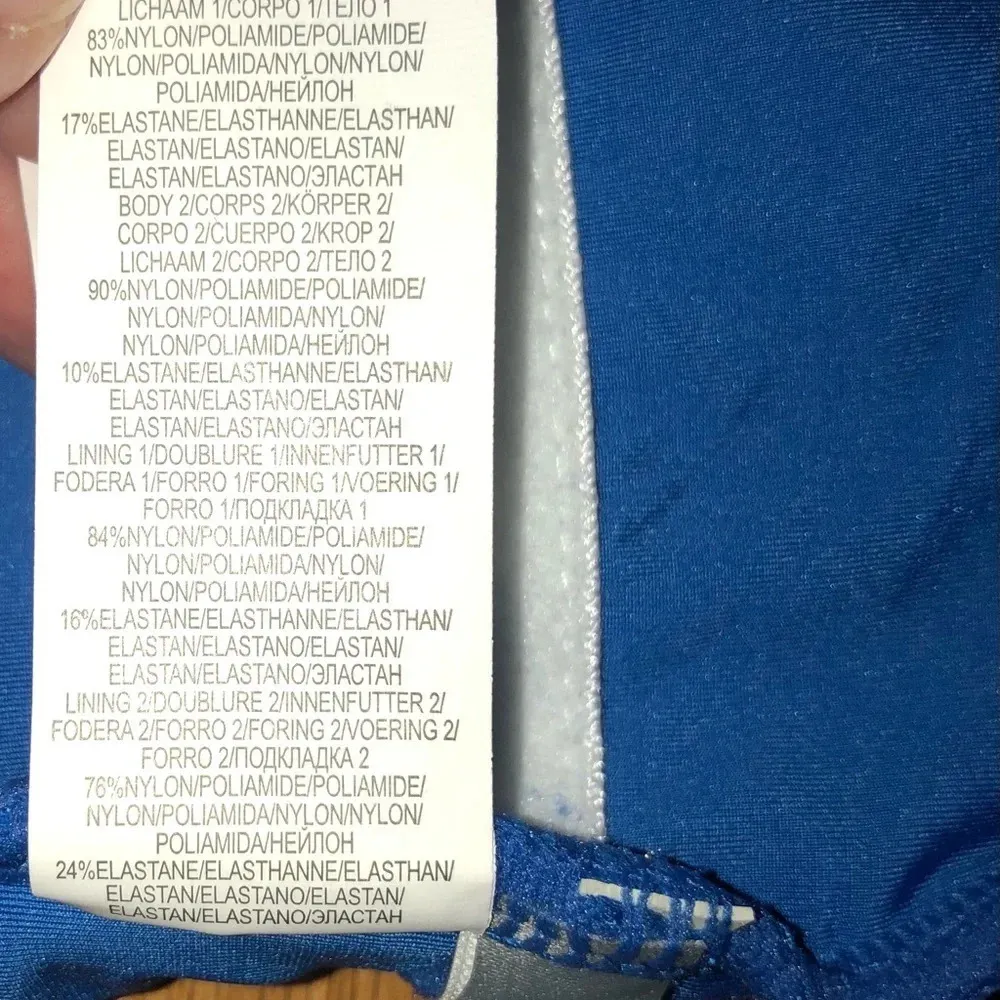 LICHAAM 1/CORPO 1/ТЕЛО 1
83%NYLON/POLIAMIDE/POLIAMIDE/
NYLON/POLIAMIDA/NYLON/NYLON/
POLIAMIDA/НЕЙЛОН
17%ELASTANE/ELASTHANNE/ELASTHAN/
ELASTAN/ELASTANO/ELASTAN/
ELASTAN/ELASTANO/ЭЛАСТАН
BODY 2/CORPS 2/KÖRPER 2/
CORPO 2/CUERPO 2/KROP 2/
LICHAAM 2/CORPO 2/ТЕЛО 2
90%NYLON/POLIAMIDE/POLIAMIDE/
NYLON/POLIAMIDA/NYLON/
NYLON/POLIAMIDA/НЕЙЛОН
10%ELASTANE/ELASTHANNE/ELASTHAN/
ELASTAN/ELASTANO/ELASTAN/
ELASTAN/ELASTANO/ЭЛАСТАН
LINING 1/DOUBLURE 1/INNENFUTTER 1/
FODERA 1/FORRO 1/FORING 1/VOERING 1/
FORRO 1/ПОДКЛАДКА 1
84%NYLON/POLIAMIDE/POLIAMIDE/
NYLON/POLIAMIDA/NYLON/
NYLON/POLIAMIDA/НЕЙЛОН
16%ELASTANE/ELASTHANNE/ELASTHAN/
ELASTAN/ELASTANO/ELASTAN/
ELASTAN/ELASTANO/ЭЛАСТАН
LINING 2/DOUBLURE 2/INNENFUTTER 2/
FODERA 2/FORRO 2/FORING 2/VOERING 2/
FORRO 2/ПОДКЛАДКА 2
76%NYLON/POLIAMIDE/POLIAMIDE/
NYLON/POLIAMIDA/NYLON/NYLON/
POLIAMIDA/НЕЙЛОН
24%ELASTANE/ELASTHANNE/ELASTHAN/
ELASTAN/ELASTANO/ELASTAN/
ELASTAN/ELASTANO/ЭЛАСТАН